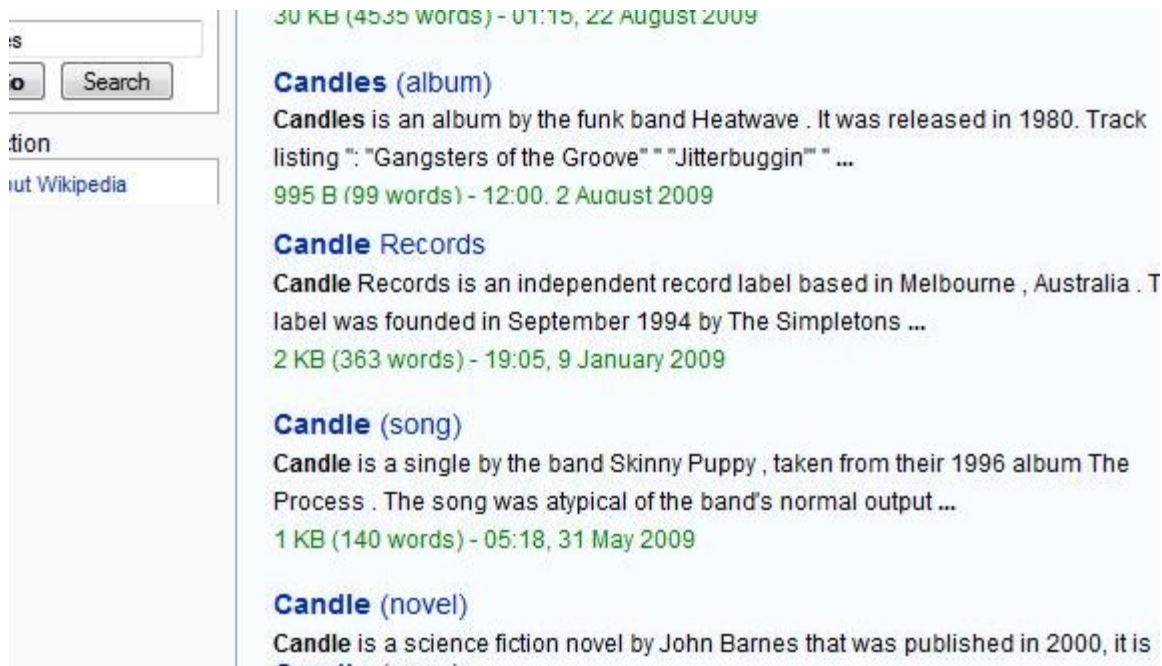 30 KB (4535 words) - 01:15, 22 August 2009
s
o Search
Candles (album)
Candles is an album by the funk band Heatwave . It was released in 1980. Track
tion
listing ": "Gangsters of the Groove" " "Jitterbuggin'" " ...
ut Wikipedia
995 B (99 words) - 12:00, 2 August 2009
Candle Records
Candle Records is an independent record label based in Melbourne , Australia . T
label was founded in September 1994 by The Simpletons ...
2 KB (363 words) - 19:05, 9 January 2009
Candle (song)
Candle is a single by the band Skinny Puppy , taken from their 1996 album The
Process . The song was atypical of the band's normal output ...
1 KB (140 words) - 05:18, 31 May 2009
Candle (novel)
Candle is a science fiction novel by John Barnes that was published in 2000, it is